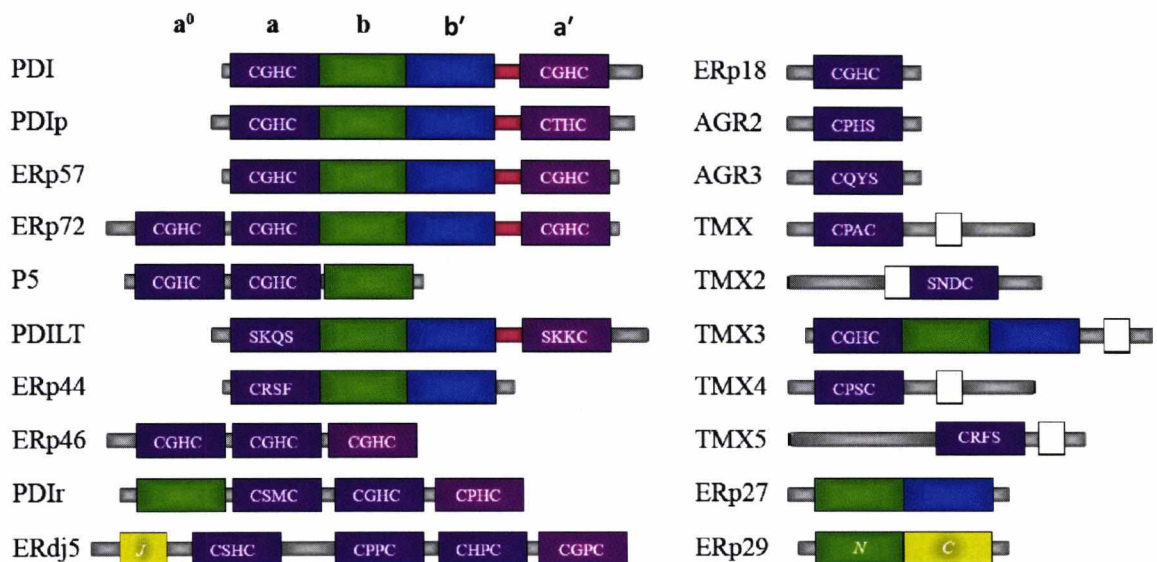 a⁰ a b b′ a′
PDI CGHC CGHC
PDIp CGHC CTHC
ERp57 CGHC CGHC
ERp72 CGHC CGHC CGHC
P5 CGHC CGHC
PDILT SKQS SKKC
ERp44 CRSF
ERp46 CGHC CGHC CGHC
PDIr CSMC CGHC CPHC
ERdj5 J CSHC CPPC CHPC CGPC
ERp18 CGHC
AGR2 CPHS
AGR3 CQYS
TMX CPAC
TMX2 SNDC
TMX3 CGHC
TMX4 CPSC
TMX5 CRFS
ERp27
ERp29 N C